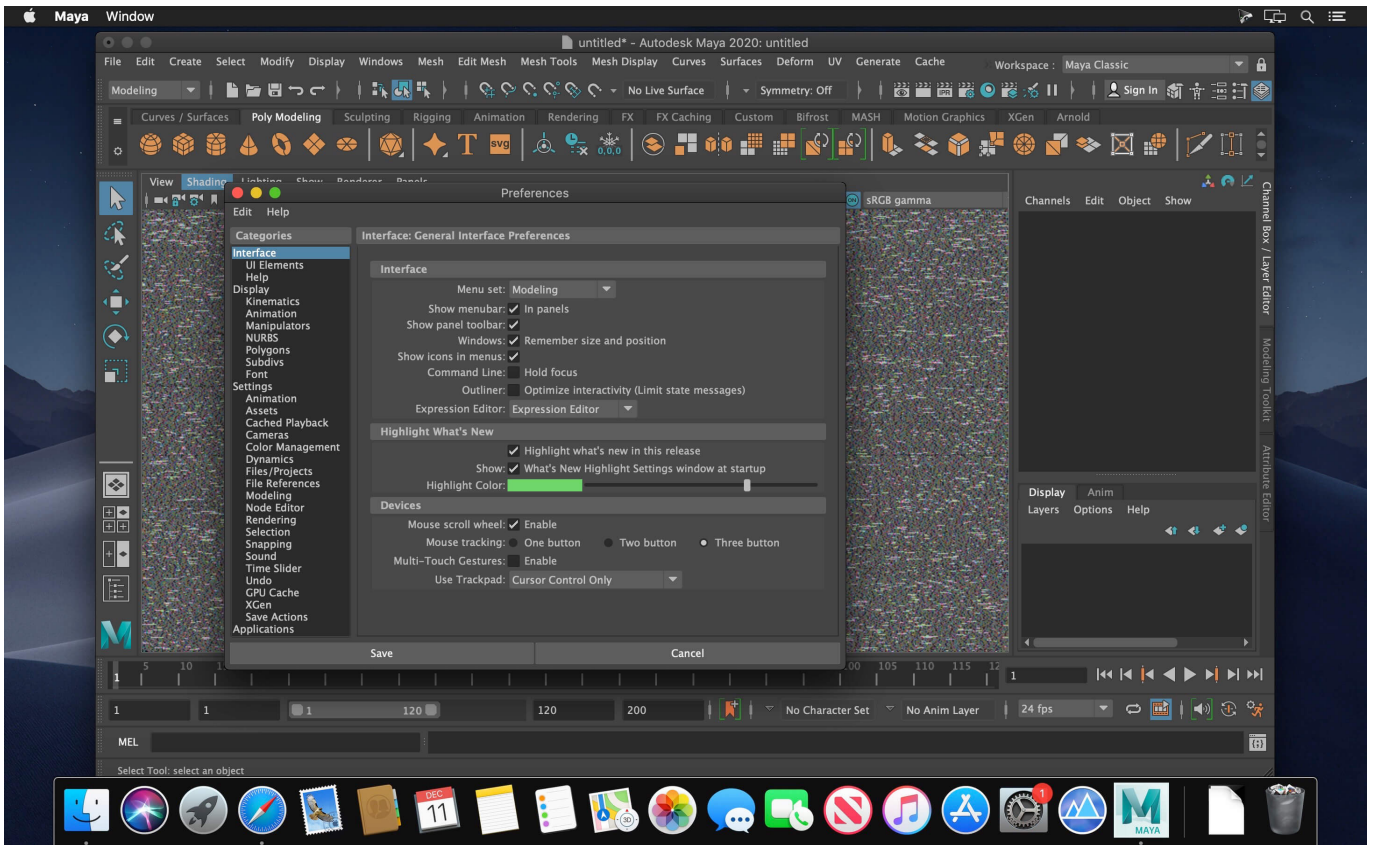 Maya Window
untitled* - Autodesk Maya 2020: untitled
File Edit Create Select Modify Display Windows Mesh Edit Mesh Mesh Tools Mesh Display Curves Surfaces Deform UV Generate Cache Workspace : Maya Classic
Modeling No Live Surface Symmetry: Off IPR Sign In
Curves / Surfaces Poly Modeling Sculpting Rigging Animation Rendering FX FX Caching Custom Bifrost MASH Motion Graphics XGen Arnold
T SVG 0,0,0
View Shading Lighting Show Renderer Panels
Preferences
sRGB gamma
Channels Edit Object Show
Channel Box / Layer Editor
Modeling Toolkit
Attribute Editor
Edit Help
Categories
Interface
UI Elements
Help
Display
Kinematics
Animation
Manipulators
NURBS
Polygons
Subdivs
Font
Settings
Animation
Assets
Cached Playback
Cameras
Color Management
Dynamics
Files/Projects
File References
Modeling
Node Editor
Rendering
Selection
Snapping
Sound
Time Slider
Undo
GPU Cache
XGen
Save Actions
Applications
Interface: General Interface Preferences
Interface
Menu set: Modeling
Show menubar: In panels
Show panel toolbar:
Windows: Remember size and position
Show icons in menus:
Command Line: Hold focus
Outliner: Optimize interactivity (Limit state messages)
Expression Editor: Expression Editor
Highlight What's New
Highlight what's new in this release
Show: What's New Highlight Settings window at startup
Highlight Color:
Devices
Mouse scroll wheel: Enable
Mouse tracking: One button Two button Three button
Multi-Touch Gestures: Enable
Use Trackpad: Cursor Control Only
Save Cancel
Display Anim
Layers Options Help
5 10 105 110 115 12
1 1
1 1 1 120 120 200 No Character Set No Anim Layer 24 fps
MEL
Select Tool: select an object
DEC
11
3D
1
MAYA